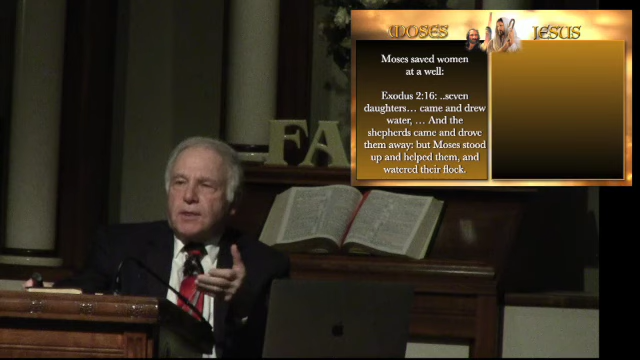 MOSES JESUS
Moses saved women
at a well:
Exodus 2:16: ..seven
daughters… came and drew
water, … And the
shepherds came and drove
them away: but Moses stood
up and helped them, and
watered their flock.
FA